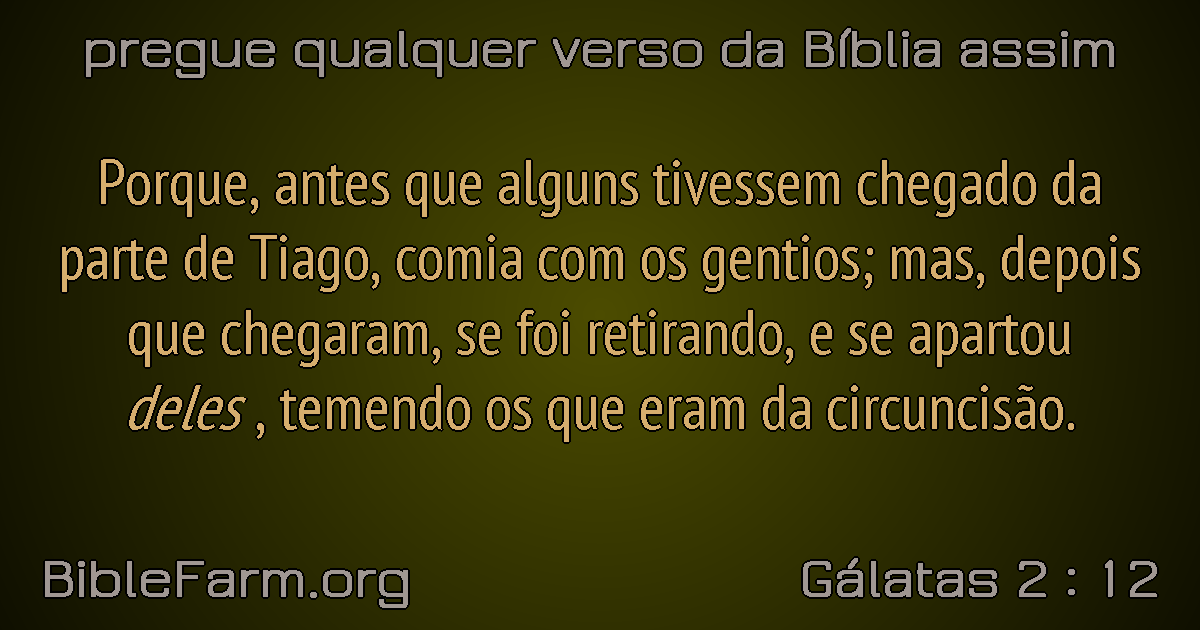 pregue qualquer verso da Bíblia assim
Porque, antes que alguns tivessem chegado da
parte de Tiago, comia com os gentios; mas, depois
que chegaram, se foi retirando, e se apartou
deles , temendo os que eram da circuncisão.
BibleFarm.org
Gálatas 2 : 12